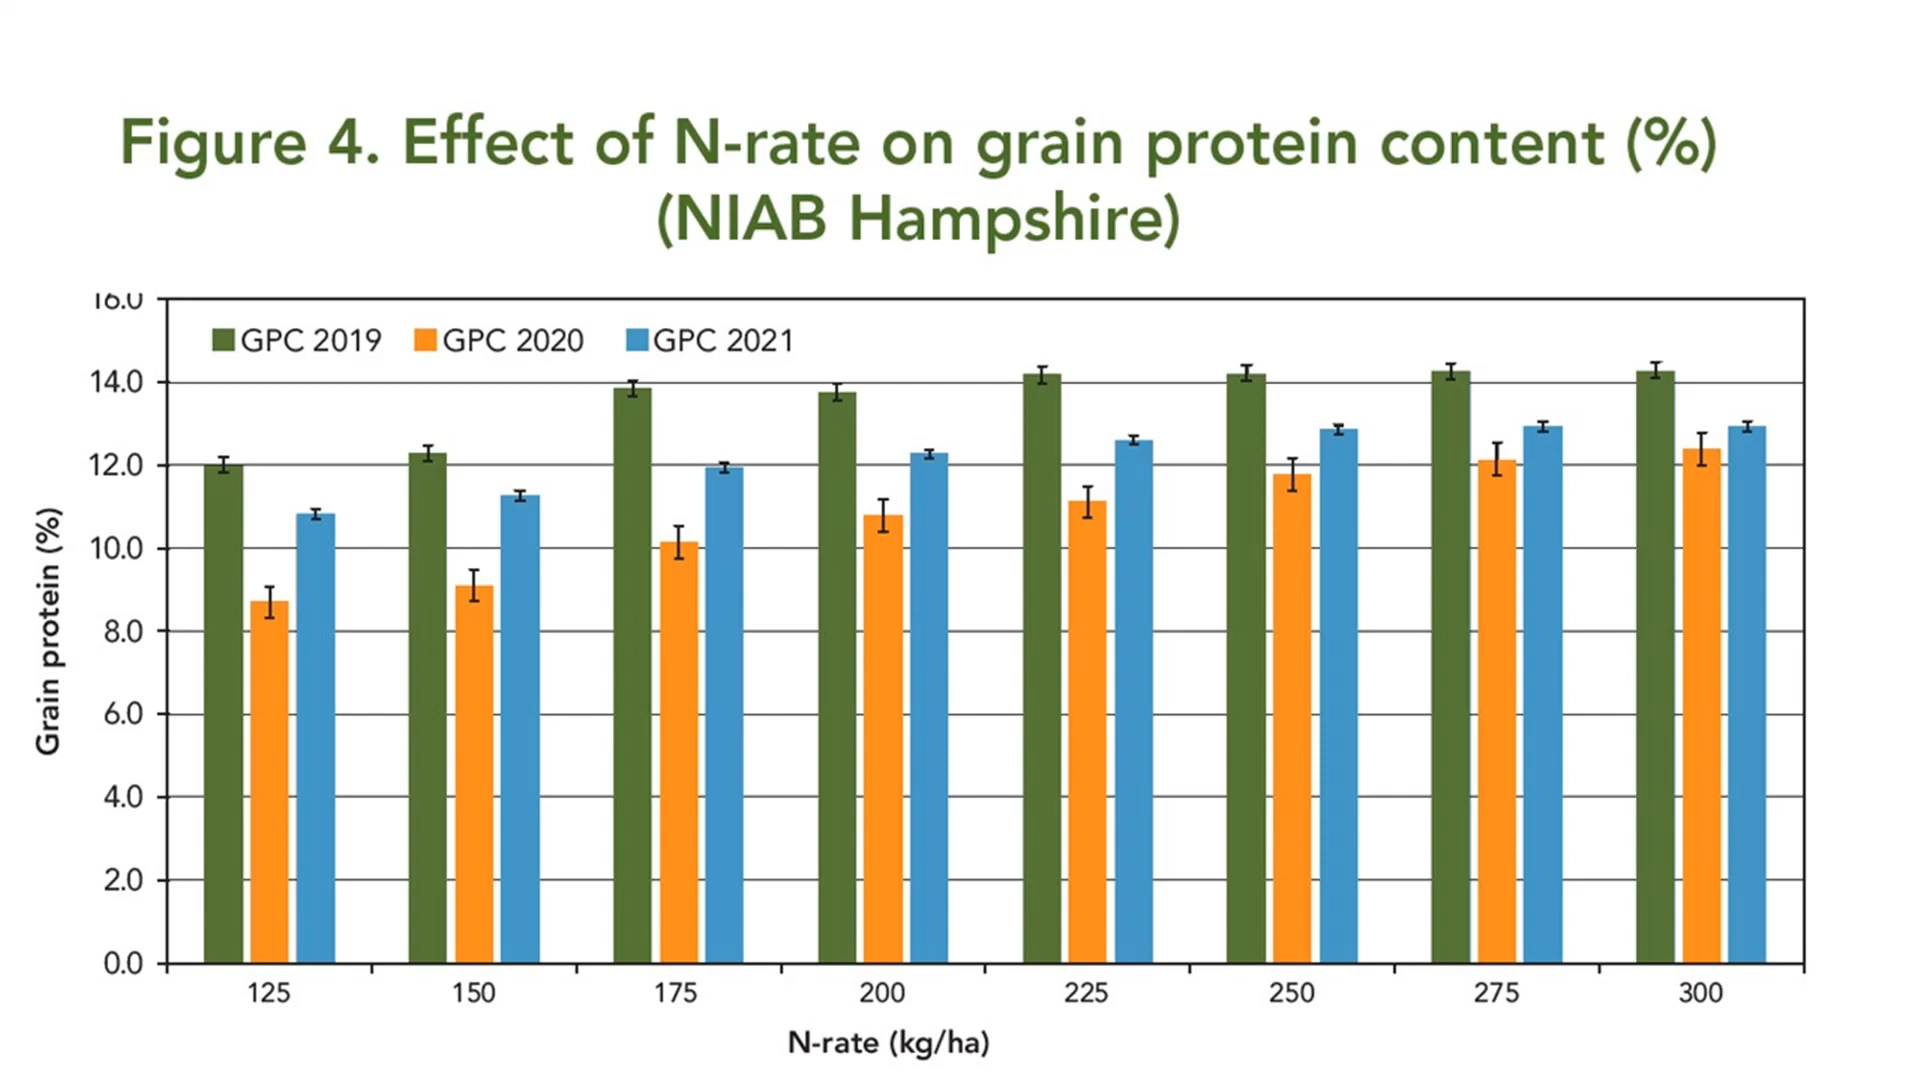 Figure 4. Effect of N-rate on grain protein content (%)
(NIAB Hampshire)
16.0
GPC 2019 GPC 2020 GPC 2021
14.0
12.0
10.0
8.0
6.0
4.0
2.0
0.0
Grain protein (%)
125 150 175 200 225 250 275 300
N-rate (kg/ha)